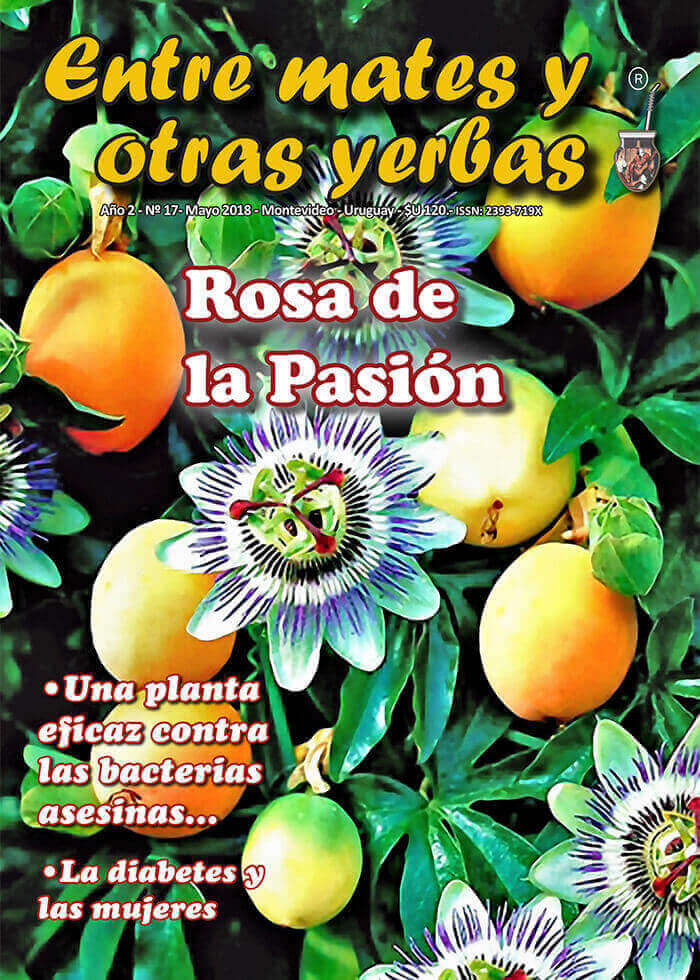 Entre mates y
otras yerbas
®
Año 2 - Nº 17- Mayo 2018 - Montevideo - Uruguay - $U 120.- ISSN: 2393-719X
Rosa de
la Pasión
•Una planta
eficaz contra
las bacterias
asesinas...
•La diabetes y
las mujeres